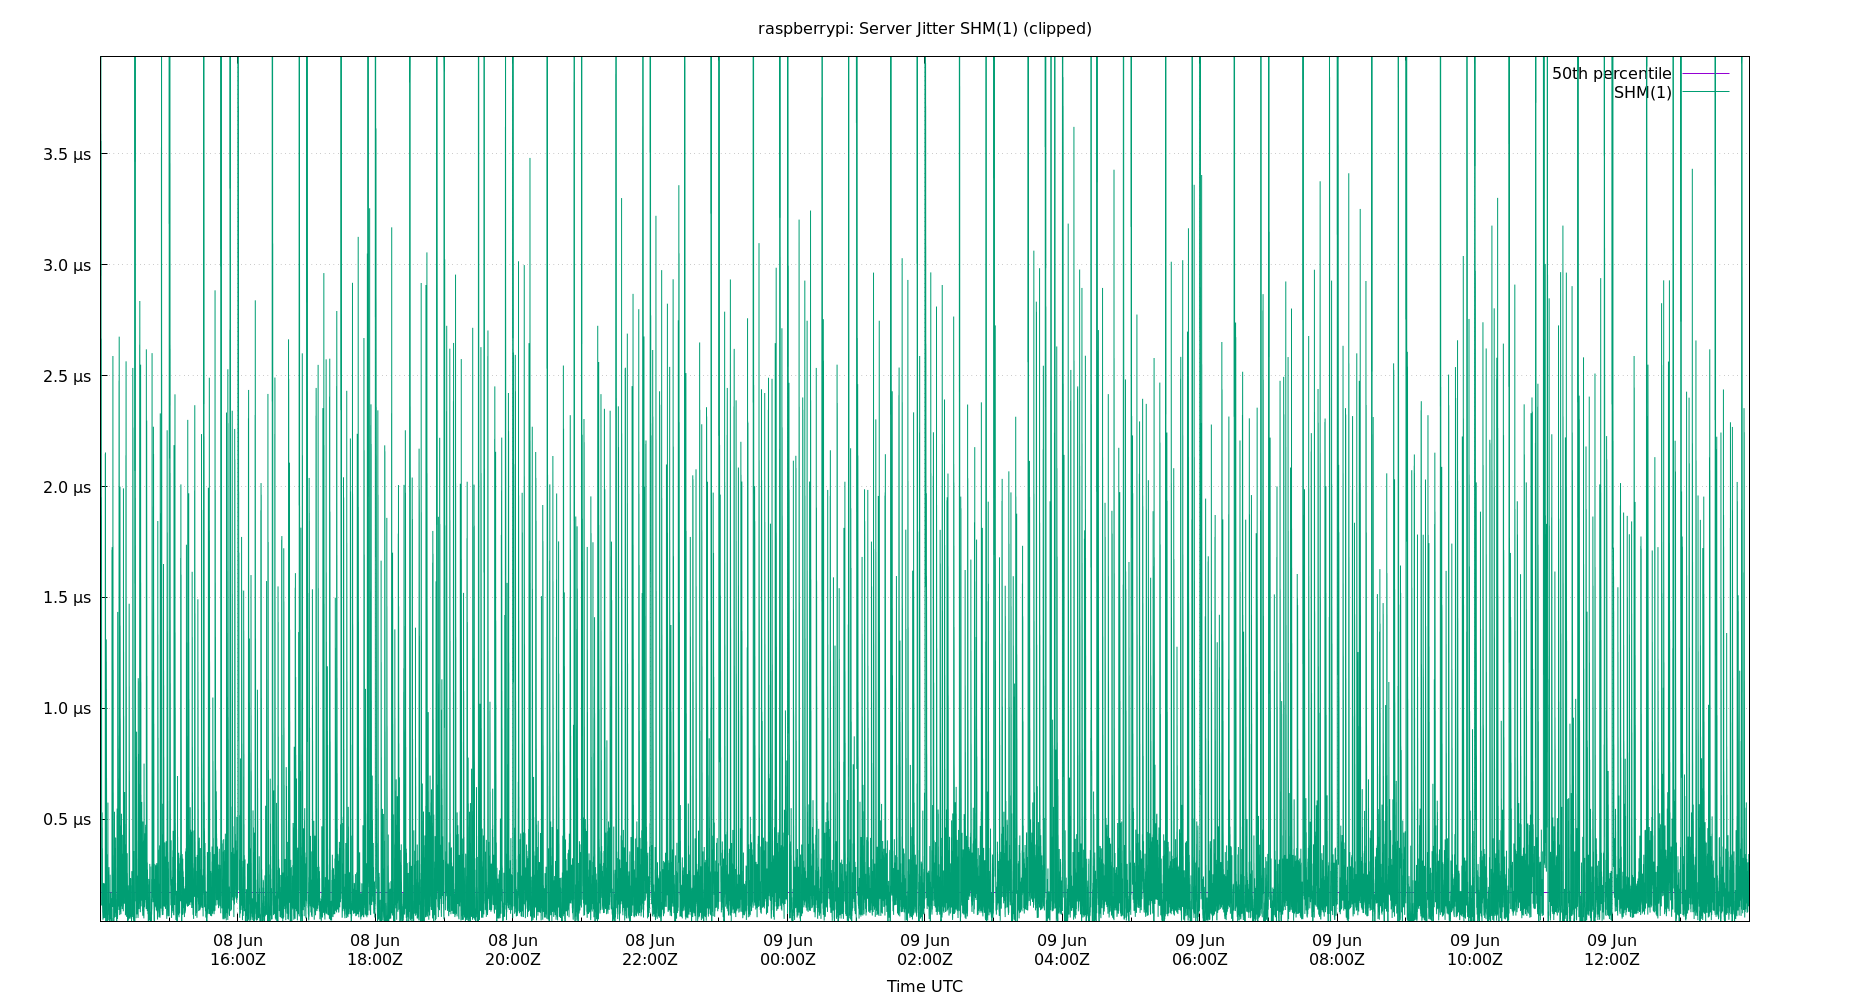 raspberrypi: Server Jitter SHM(1) (clipped)
50th percentile
SHM(1)
3.5 µs
3.0 µs
2.5 µs
2.0 µs
1.5 µs
1.0 µs
0.5 µs
08 Jun 08 Jun 08 Jun 08 Jun 09 Jun 09 Jun 09 Jun 09 Jun 09 Jun 09 Jun 09 Jun
16:00Z 18:00Z 20:00Z 22:00Z 00:00Z 02:00Z 04:00Z 06:00Z 08:00Z 10:00Z 12:00Z
Time UTC